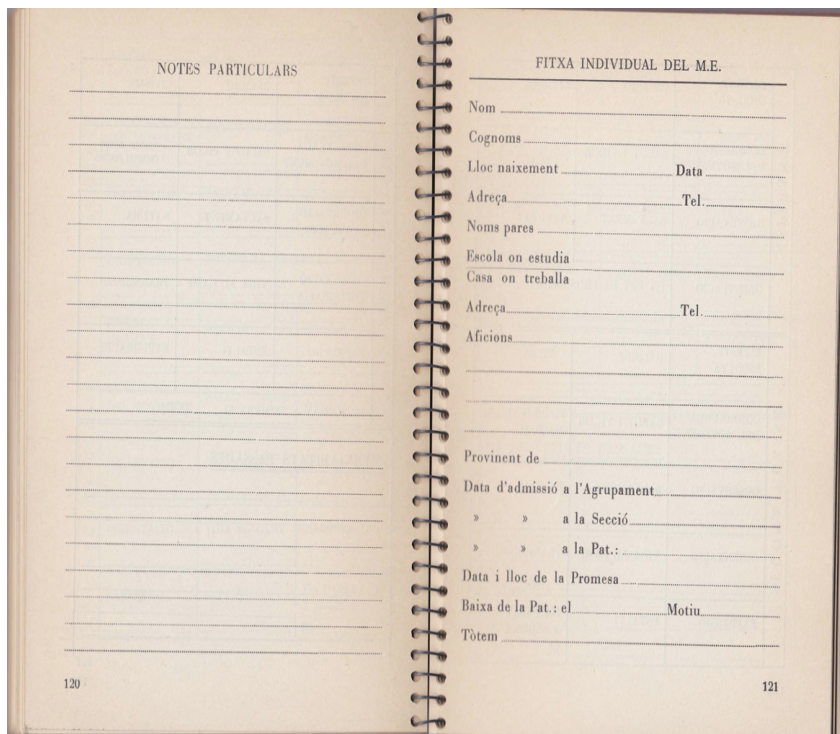 NOTES PARTICULARS
120
FITXA INDIVIDUAL DEL M.E.
Nom
Cognoms
Lloc naixement Data
Adreça Tel.
Noms pares
Escola on estudia
Casa on treballa
Adreça Tel.
Aficions
Provinent de
Data d'admissió a l'Agrupament
» » a la Secció
» » a la Pat.:
Data i lloc de la Promesa
Baixa de la Pat.: el Motiu
Tòtem
121